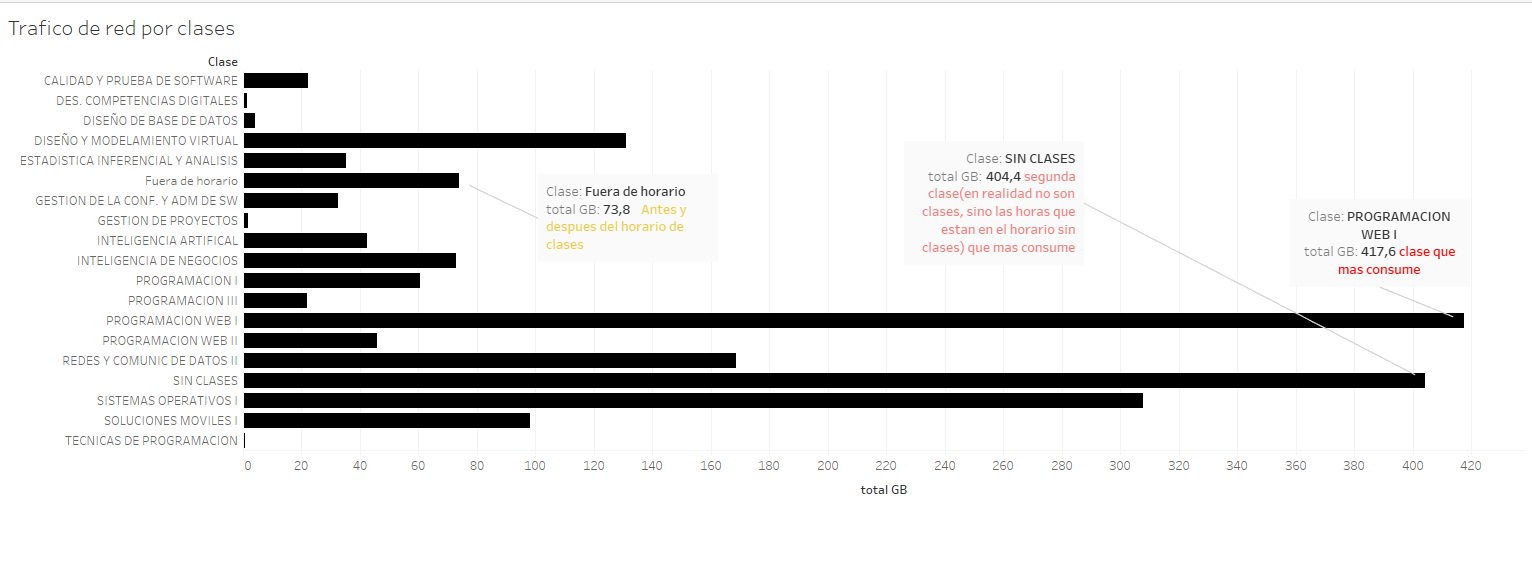 Trafico de red por clases
Clase
CALIDAD Y PRUEBA DE SOFTWARE
DES. COMPETENCIAS DIGITALES
DISEÑO DE BASE DE DATOS
DISEÑO Y MODELAMIENTO VIRTUAL
ESTADISTICA INFERENCIAL Y ANALISIS
Fuera de horario
GESTION DE LA CONF. Y ADM DE SW
GESTION DE PROYECTOS
INTELIGENCIA ARTIFICAL
INTELIGENCIA DE NEGOCIOS
PROGRAMACION I
PROGRAMACION III
PROGRAMACION WEB I
PROGRAMACION WEB II
REDES Y COMUNIC DE DATOS II
SIN CLASES
SISTEMAS OPERATIVOS I
SOLUCIONES MOVILES I
TECNICAS DE PROGRAMACION
Clase: Fuera de horario
total GB: 73,8 Antes y
despues del horario de
clases
Clase: SIN CLASES
total GB: 404,4 segunda
clase(en realidad no son
clases, sino las horas que
estan en el horario sin
clases) que mas consume
Clase: PROGRAMACION
WEB I
total GB: 417,6 clase que
mas consume
0 20 40 60 80 100 120 140 160 180 200 220 240 260 280 300 320 340 360 380 400 420
total GB